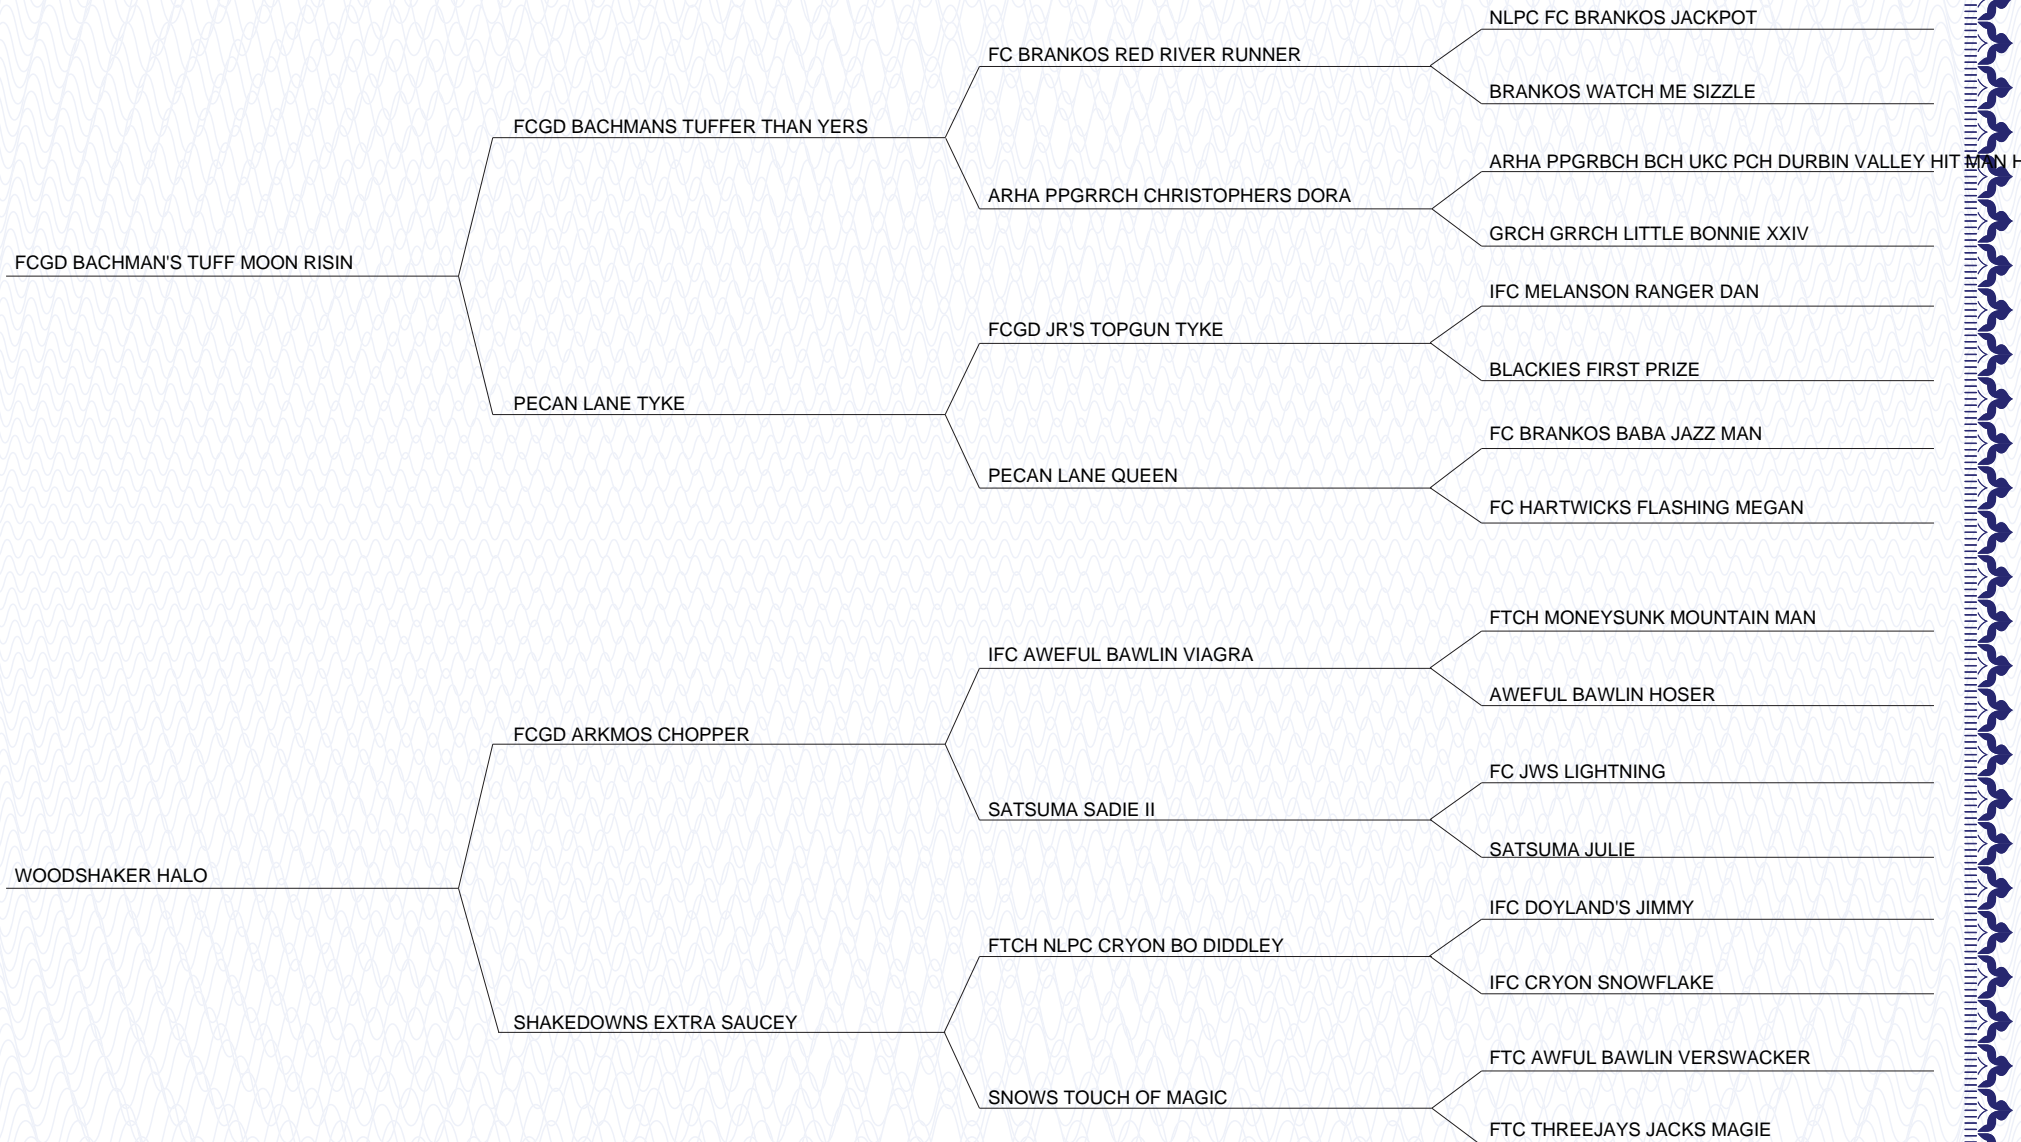 NLPC FC BRANKOS JACKPOT
FC BRANKOS RED RIVER RUNNER
BRANKOS WATCH ME SIZZLE
FCGD BACHMANS TUFFER THAN YERS
ARHA PPGRBCH BCH UKC PCH DURBIN VALLEY HIT MAN H
ARHA PPGRRCH CHRISTOPHERS DORA
GRCH GRRCH LITTLE BONNIE XXIV
FCGD BACHMAN'S TUFF MOON RISIN
IFC MELANSON RANGER DAN
FCGD JR'S TOPGUN TYKE
BLACKIES FIRST PRIZE
PECAN LANE TYKE
FC BRANKOS BABA JAZZ MAN
PECAN LANE QUEEN
FC HARTWICKS FLASHING MEGAN
FTCH MONEYSUNK MOUNTAIN MAN
IFC AWEFUL BAWLIN VIAGRA
AWEFUL BAWLIN HOSER
FCGD ARKMOS CHOPPER
FC JWS LIGHTNING
SATSUMA SADIE II
SATSUMA JULIE
WOODSHAKER HALO
IFC DOYLAND'S JIMMY
FTCH NLPC CRYON BO DIDDLEY
IFC CRYON SNOWFLAKE
SHAKEDOWNS EXTRA SAUCEY
FTC AWFUL BAWLIN VERSWACKER
SNOWS TOUCH OF MAGIC
FTC THREEJAYS JACKS MAGIE